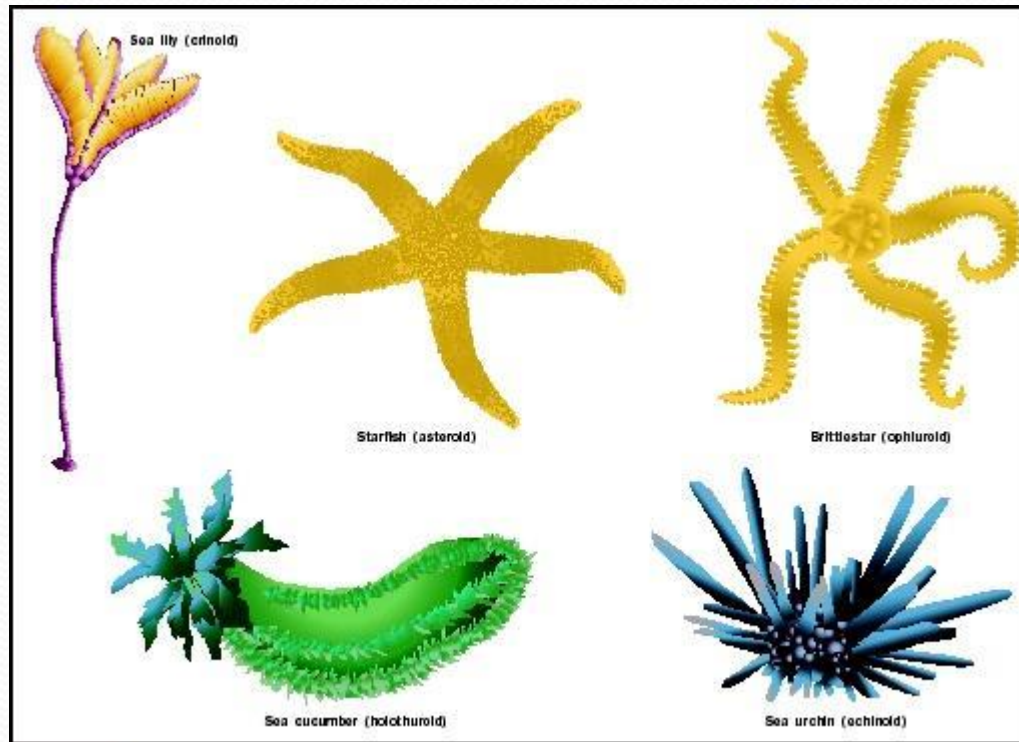 Sea lily (crinoid)
Starfish (asteroid)
Brittlestar (ophiuroid)
Sea cucumber (holothuroid)
Sea urchin (echinoid)